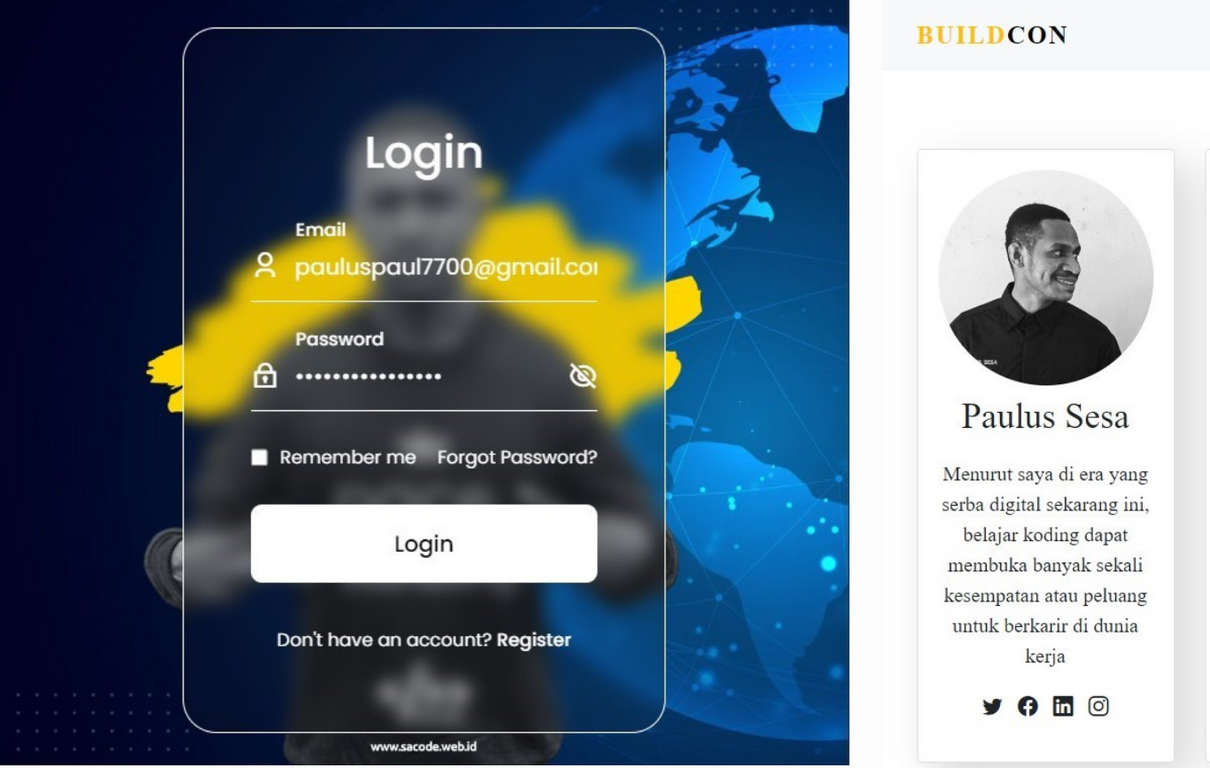 Login
Email
pauluspaul7700@gmail.co
Password
Remember me Forgot Password?
Login
Don't have an account? Register
www.sacode.web.id
BUILDCON
Paulus Sesa
Menurut saya di era yang
serba digital sekarang ini,
belajar koding dapat
membuka banyak sekali
kesempatan atau peluang
untuk berkarir di dunia
kerja